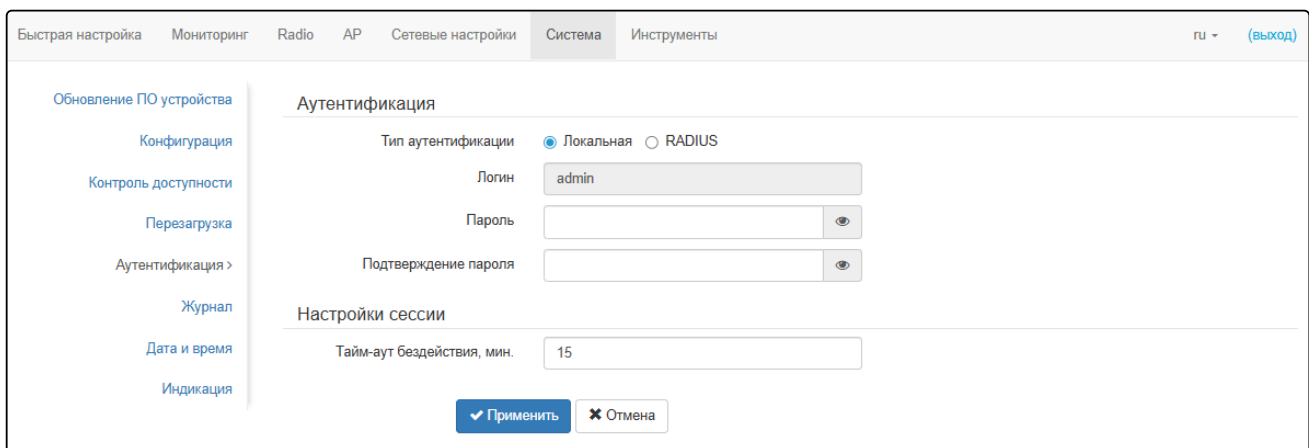 Быстрая настройка Мониторинг Radio AP Сетевые настройки Система Инструменты ru (выход)
Обновление ПО устройства
Конфигурация
Контроль доступности
Перезагрузка
Аутентификация >
Журнал
Дата и время
Индикация
Аутентификация
Тип аутентификации Локальная RADIUS
Логин admin
Пароль
Подтверждение пароля
Настройки сессии
Тайм-аут бездействия, мин. 15
Применить Отмена